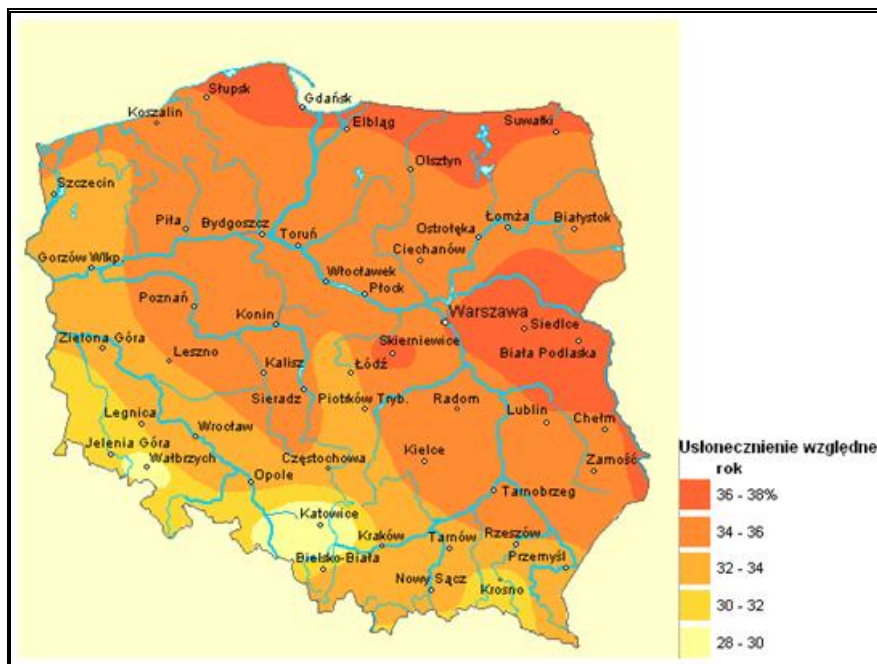 Słupsk
Gdańsk
Koszalin
Elbląg
Suwałki
Olsztyn
Szczecin
Piła
Bydgoszcz
Toruń
Ostrołęka
Łomża
Białystok
Ciechanów
Gorzów Wlkp.
Włocławek
Płock
Poznań
Konin
Warszawa
Siedlce
Zielona Góra
Skierniewice
Biała Podlaska
Leszno
Kalisz
Łódź
Sieradz
Piotrków Tryb.
Radom
Lublin
Chełm
Legnica
Wrocław
Jelenia Góra
Wałbrzych
Kielce
Zamość
Częstochowa
Opole
Tarnobrzeg
Katowice
Kraków
Tarnów
Rzeszów
Przemyśl
Bielsko-Biała
Nowy Sącz
Krosno
Usłonecznienie względne
rok
36 - 38%
34 - 36
32 - 34
30 - 32
28 - 30